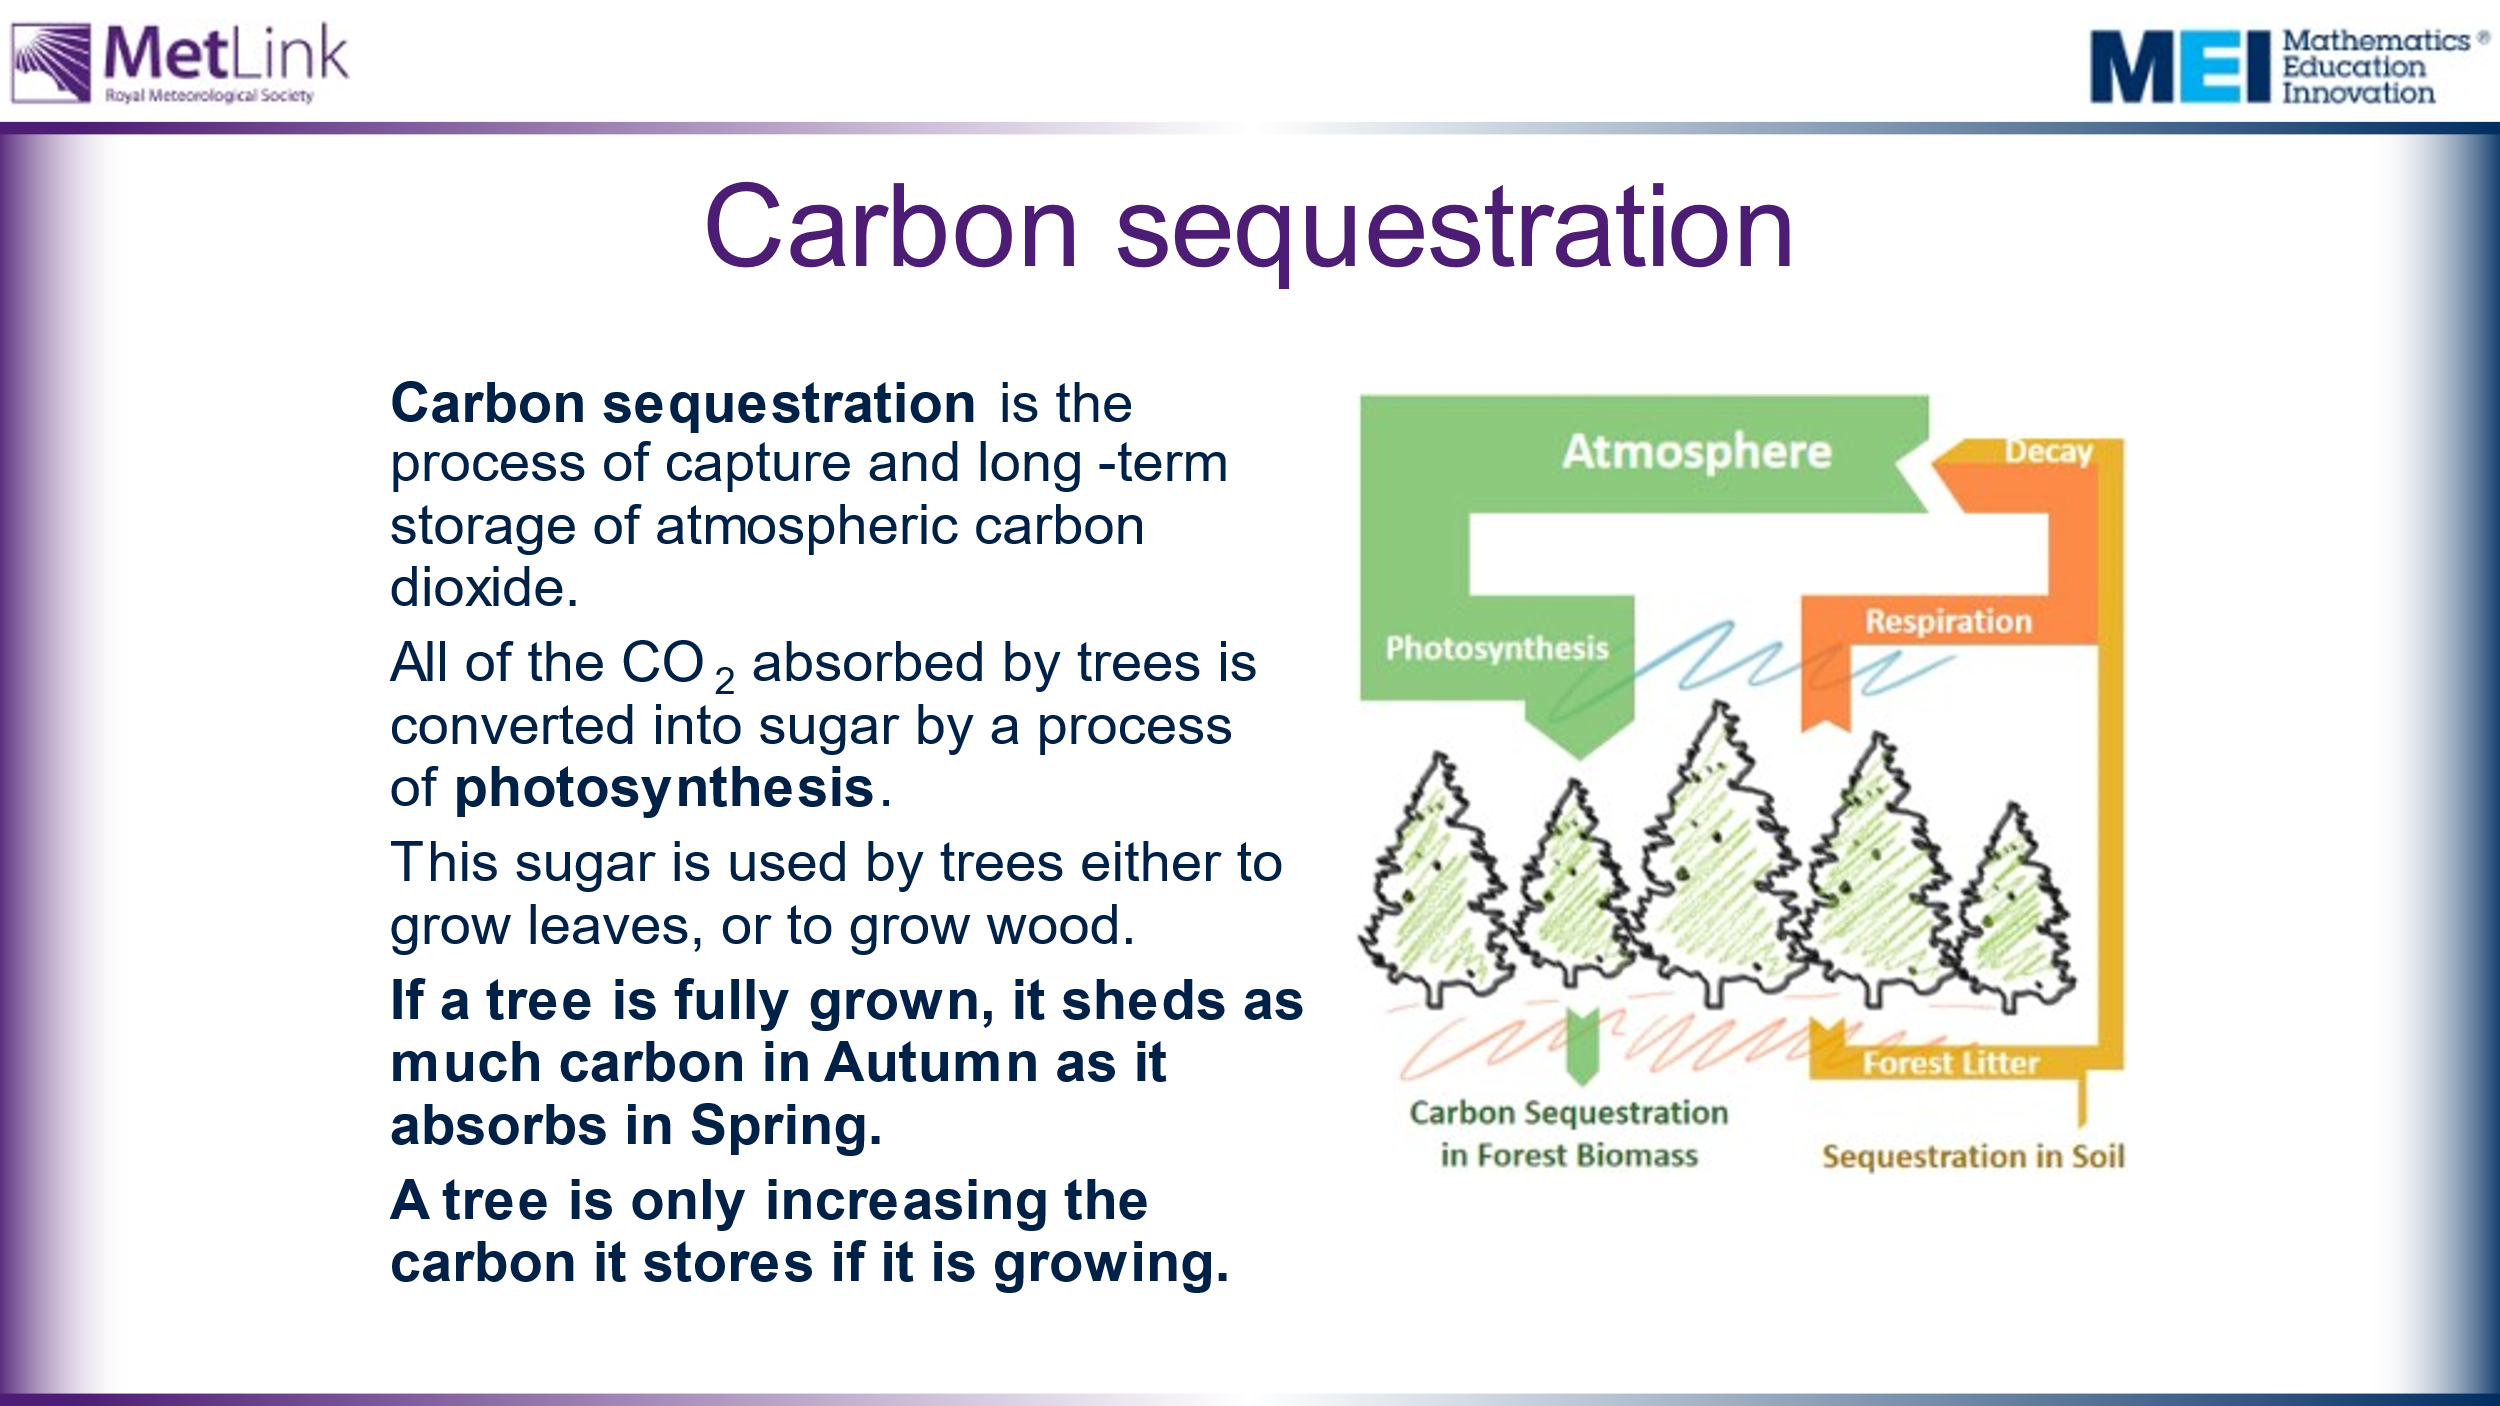 MetLink
Royal Meteorological Society
MEI Mathematics ®
Education
Innovation
Carbon sequestration
Carbon sequestration is the
process of capture and long -term
storage of atmospheric carbon
dioxide.
All of the CO 2 absorbed by trees is
converted into sugar by a process
of photosynthesis.
This sugar is used by trees either to
grow leaves, or to grow wood.
If a tree is fully grown, it sheds as
much carbon in Autumn as it
absorbs in Spring.
A tree is only increasing the
carbon it stores if it is growing.
Atmosphere
Decay
Respiration
Photosynthesis
Forest Litter
Carbon Sequestration
in Forest Biomass
Sequestration in Soil